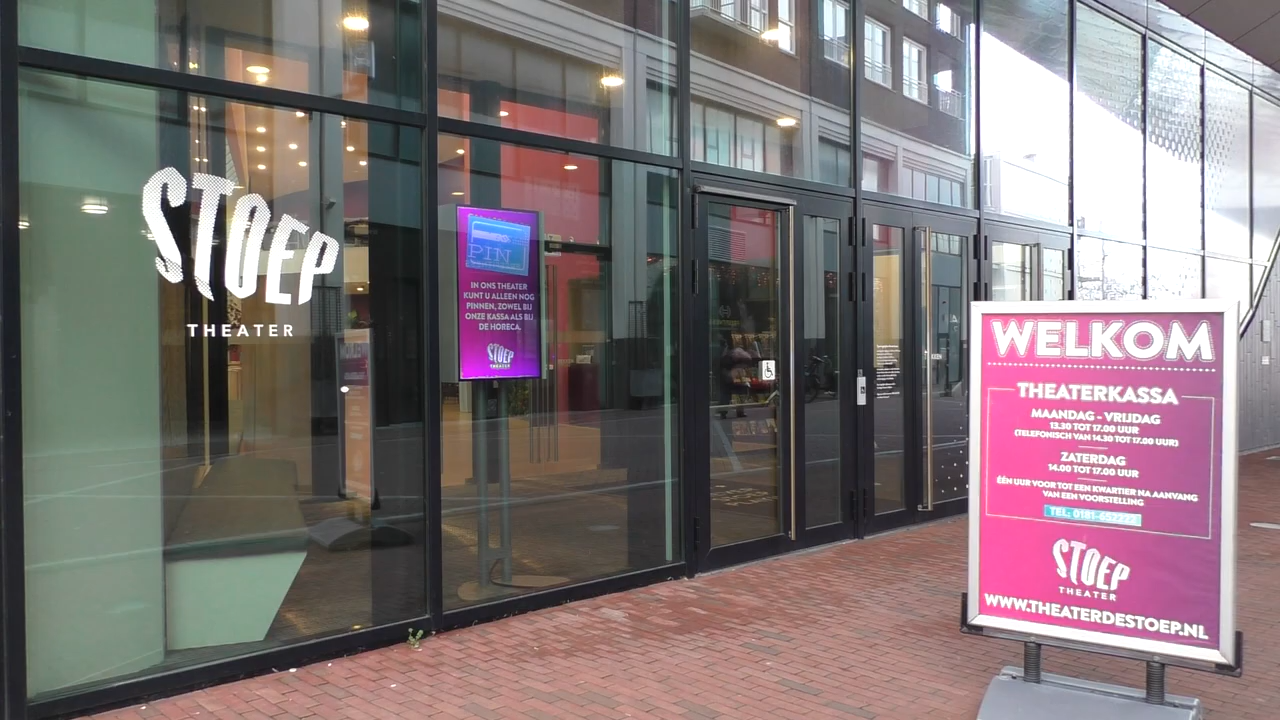 STOEP
THEATER
PIN
IN ONS THEATER
KUNT U ALLEEN NOG
PINNEN, ZOWEL BIJ
ONZE KASSA ALS BIJ
DE HORECA.
STOEP
THEATER
WELKOM
THEATERKASSA
MAANDAG - VRIJDAG
13.30 TOT 17.00 UUR
(TELEFONISCH VAN 14.30 TOT 17.00 UUR)
ZATERDAG
14.00 TOT 17.00 UUR
ÉÉN UUR VOOR TOT EEN KWARTIER NA AANVANG
VAN EEN VOORSTELLING
TEL: 0181-652222
STOEP
THEATER
WWW.THEATERDESTOEP.NL